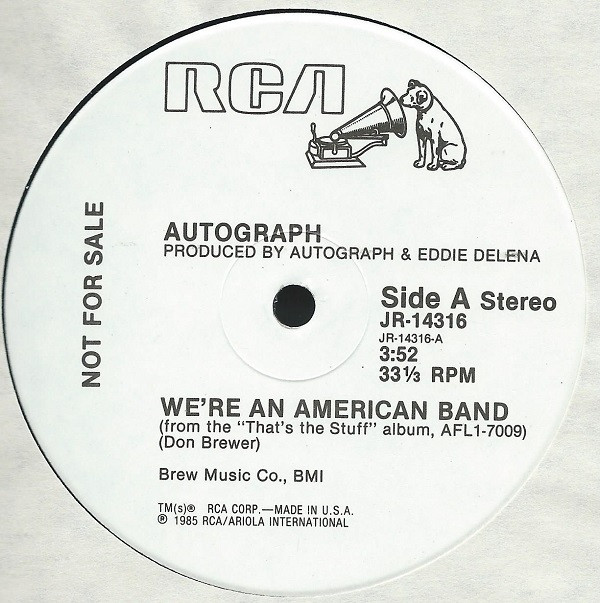 RCA
NOT FOR SALE
AUTOGRAPH
PRODUCED BY AUTOGRAPH & EDDIE DELENA
Side A Stereo
JR-14316
JR-14316-A
3:52
33⅓ RPM
WE'RE AN AMERICAN BAND
(from the "That's the Stuff" album, AFL1-7009)
(Don Brewer)
Brew Music Co., BMI
TM(s)® RCA CORP.—MADE IN U.S.A.
℗ 1985 RCA/ARIOLA INTERNATIONAL